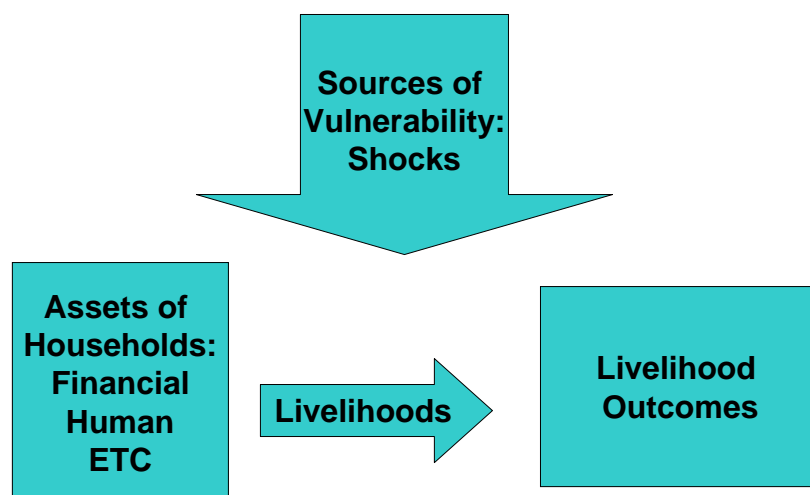 Sources of
Vulnerability:
Shocks
Assets of
Households:
Financial
Human
ETC
Livelihoods
Livelihood
Outcomes